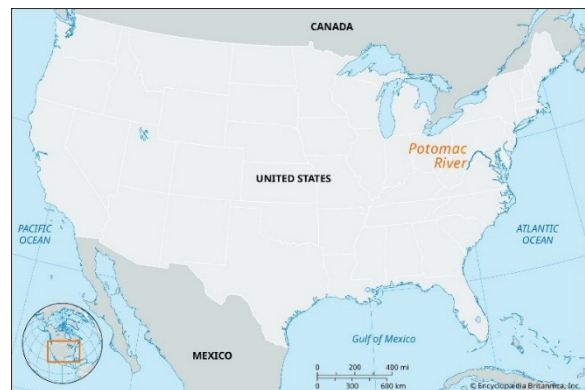 CANADA
Potomac
River
UNITED STATES
PACIFIC
OCEAN
ATLANTIC
OCEAN
MEXICO
Gulf of Mexico
0 200 400 mi
0 300 600 km
© Encyclopædia Britannica, Inc.